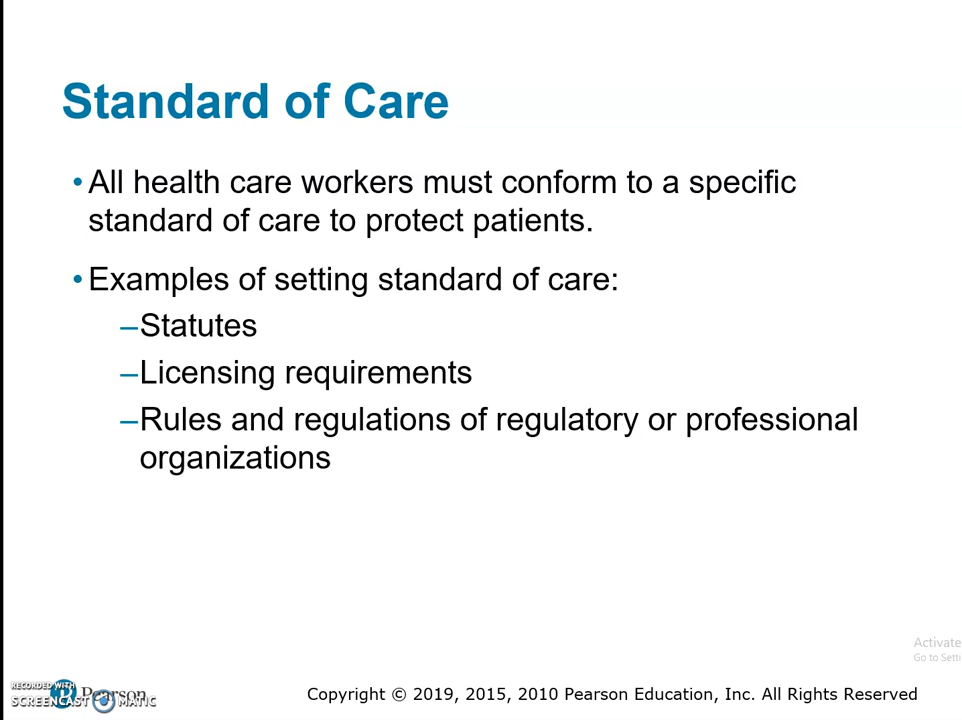 Standard of Care
• All health care workers must conform to a specific
standard of care to protect patients.
• Examples of setting standard of care:
–Statutes
–Licensing requirements
–Rules and regulations of regulatory or professional
organizations
Activate
Go to Setti
RECORDED WITH
SCREENCAST MATIC
Pearson
Copyright © 2019, 2015, 2010 Pearson Education, Inc. All Rights Reserved